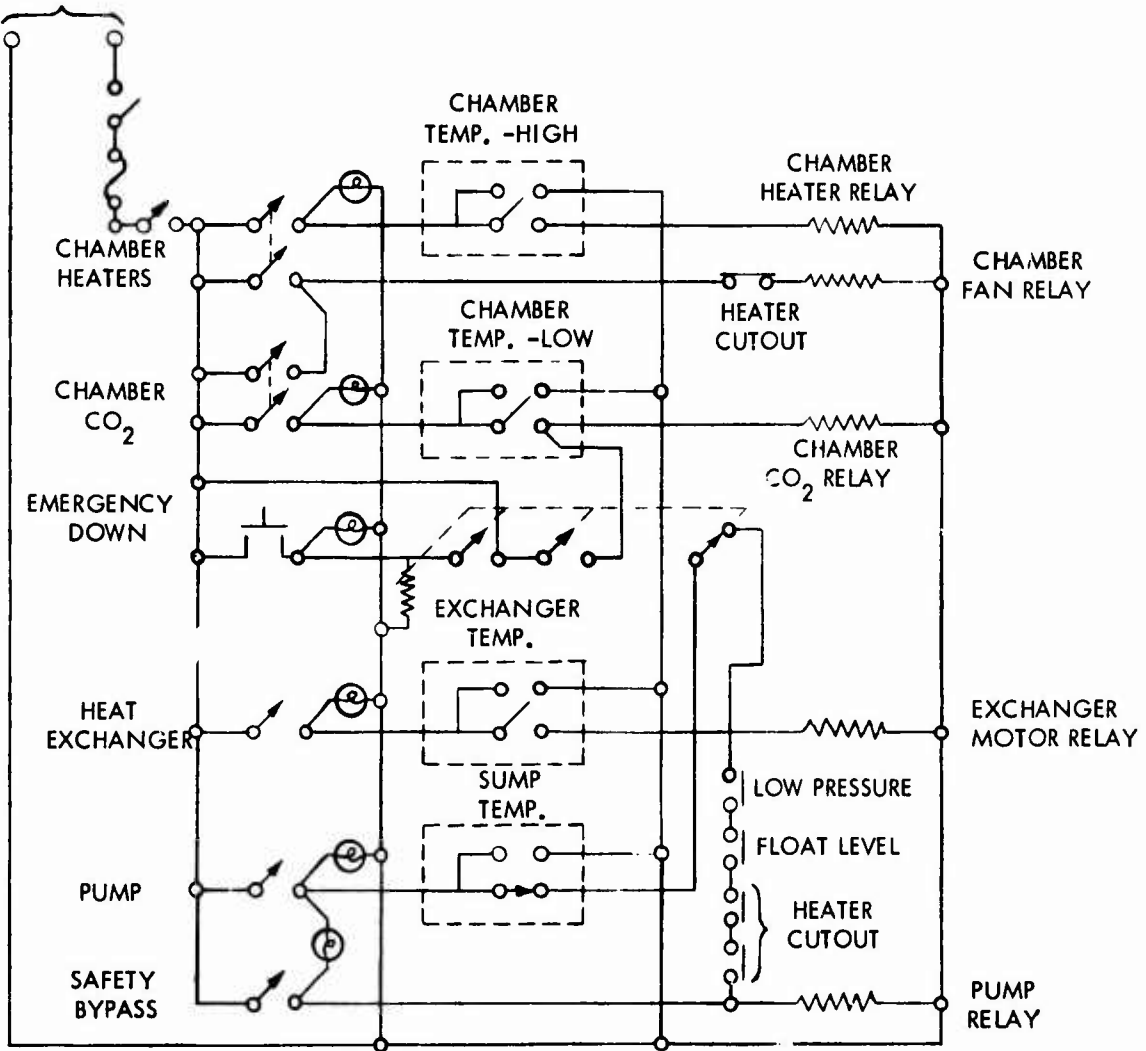 CHAMBER
TEMP. -HIGH
CHAMBER
HEATER RELAY
CHAMBER
HEATERS
CHAMBER
FAN RELAY
HEATER
CUTOUT
CHAMBER
TEMP. -LOW
CHAMBER
CO2
CHAMBER
CO2 RELAY
EMERGENCY
DOWN
EXCHANGER
TEMP.
HEAT
EXCHANGER
EXCHANGER
MOTOR RELAY
SUMP
TEMP.
LOW PRESSURE
FLOAT LEVEL
PUMP
HEATER
CUTOUT
SAFETY
BYPASS
PUMP
RELAY